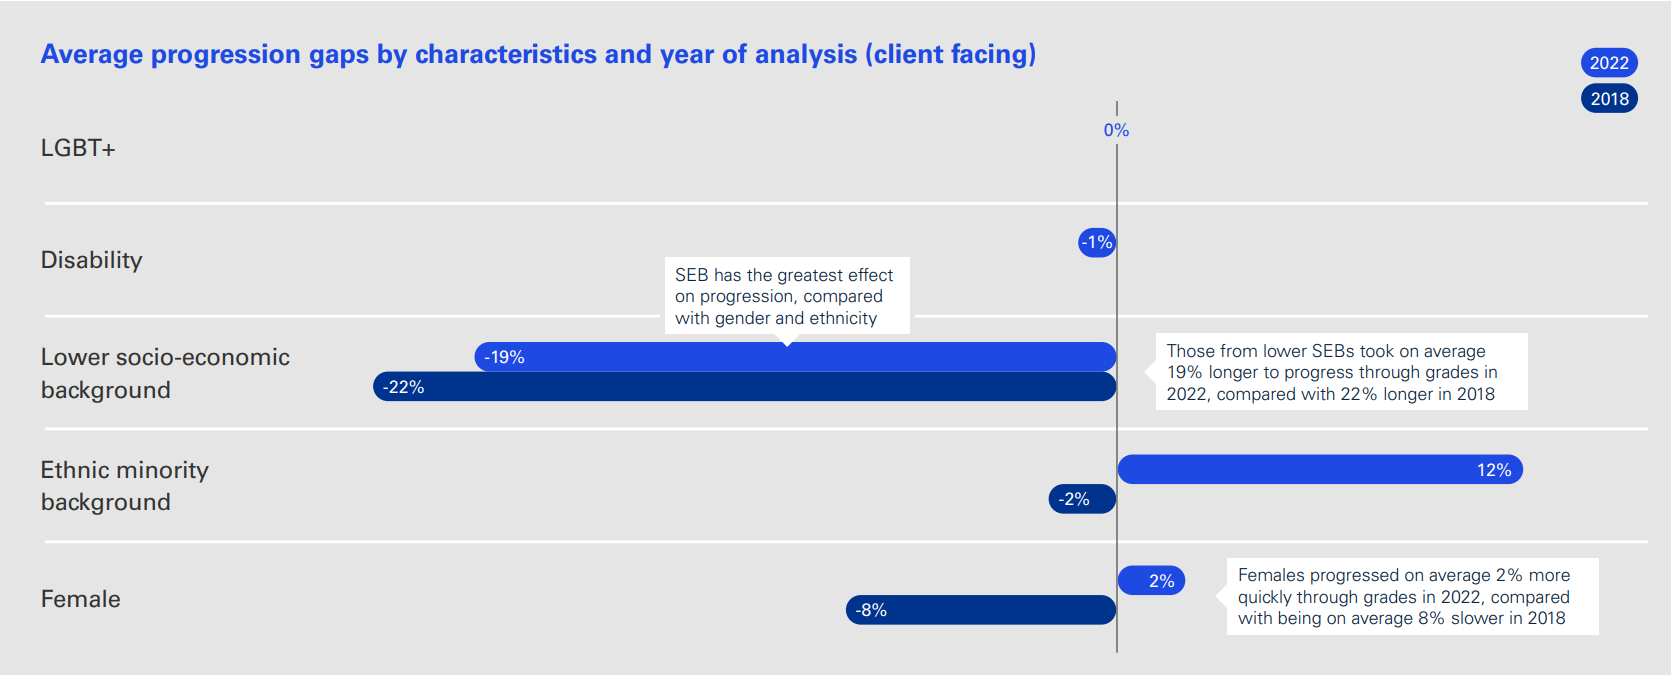 Average progression gaps by characteristics and year of analysis (client facing)
2022
2018
0%
LGBT+
Disability
-1%
SEB has the greatest effect
on progression, compared
with gender and ethnicity
Lower socio-economic
background
-19%
-22%
Those from lower SEBs took on average
19% longer to progress through grades in
2022, compared with 22% longer in 2018
Ethnic minority
background
12%
-2%
Female
2%
-8%
Females progressed on average 2% more
quickly through grades in 2022, compared
with being on average 8% slower in 2018